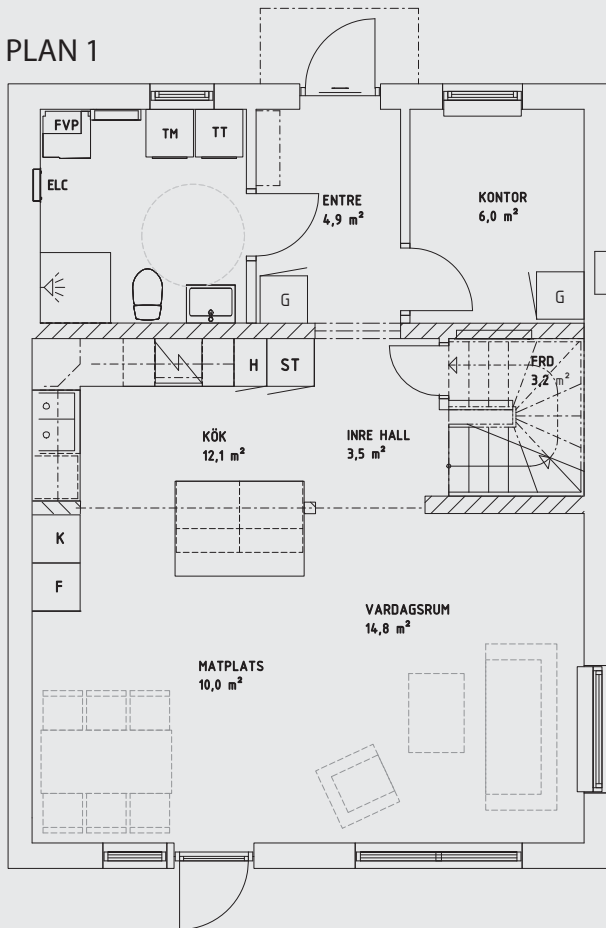 PLAN 1
FVP
TM
TT
ELC
ENTRE
4,9 m²
KONTOR
6,0 m²
G
G
H
ST
ERD
3,2 m²
KÖK
12,1 m²
INRE HALL
3,5 m²
K
F
VARDAGSRUM
14,8 m²
MATPLATS
10,0 m²